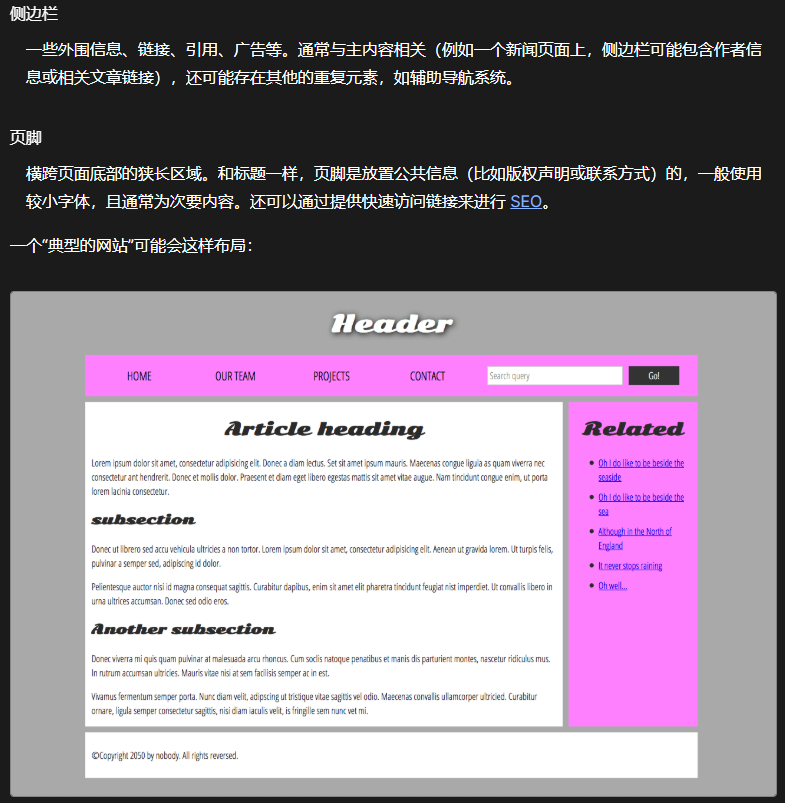 侧边栏
一些外围信息、链接、引用、广告等。通常与主内容相关（例如一个新闻页面上，侧边栏可能包含作者信
息或相关文章链接），还可能存在其他的重复元素，如辅助导航系统。
页脚
横跨页面底部的狭长区域。和标题一样，页脚是放置公共信息（比如版权声明或联系方式）的，一般使用
较小字体，且通常为次要内容。还可以通过提供快速访问链接来进行 SEO。
一个“典型的网站”可能会这样布局：
Header
HOME OUR TEAM PROJECTS CONTACT Search query Go!
Article heading
Lorem ipsum dolor sit amet, consectetur adipisicing elit. Donec a diam lectus. Set sit amet ipsum mauris. Maecenas congue ligula as quam viverra nec
consectetur ant hendrerit. Donec et mollis dolor. Praesent et diam eget libero egestas mattis sit amet vitae augue. Nam tincidunt congue enim, ut porta
lorem lacinia consectetur.
subsection
Donec ut librero sed accu vehicula ultricies a non tortor. Lorem ipsum dolor sit amet, consectetur adipisicing elit. Aenean ut gravida lorem. Ut turpis felis,
pulvinar a semper sed, adipiscing id dolor.
Pelientesque auctor nisi id magna consequat sagittis. Curabitur dapibus, enim sit amet elit pharetra tincidunt feugiat nist imperdiet. Ut convallis libero in
urna ultrices accumsan. Donec sed odio eros.
Another subsection
Donec viverra mi quis quam pulvinar at malesuada arcu rhoncus. Cum soclis natoque penatibus et manis dis parturient montes, nascetur ridiculus mus.
In rutrum accumsan ultricies. Mauris vitae nisi at sem facilisis semper ac in est.
Vivamus fermentum semper porta. Nunc diam velit, adipscing ut tristique vitae sagittis vel odio. Maecenas convallis ullamcorper ultricied. Curabitur
ornare, ligula semper consectetur sagittis, nisi diam iaculis velit, is fringille sem nunc vet mi.
Related
Oh I do like to be beside the
seaside
Oh I do like to be beside the
sea
Although in the North of
England
It never stops raining
Oh well...
©Copyright 2050 by nobody. All rights reversed.